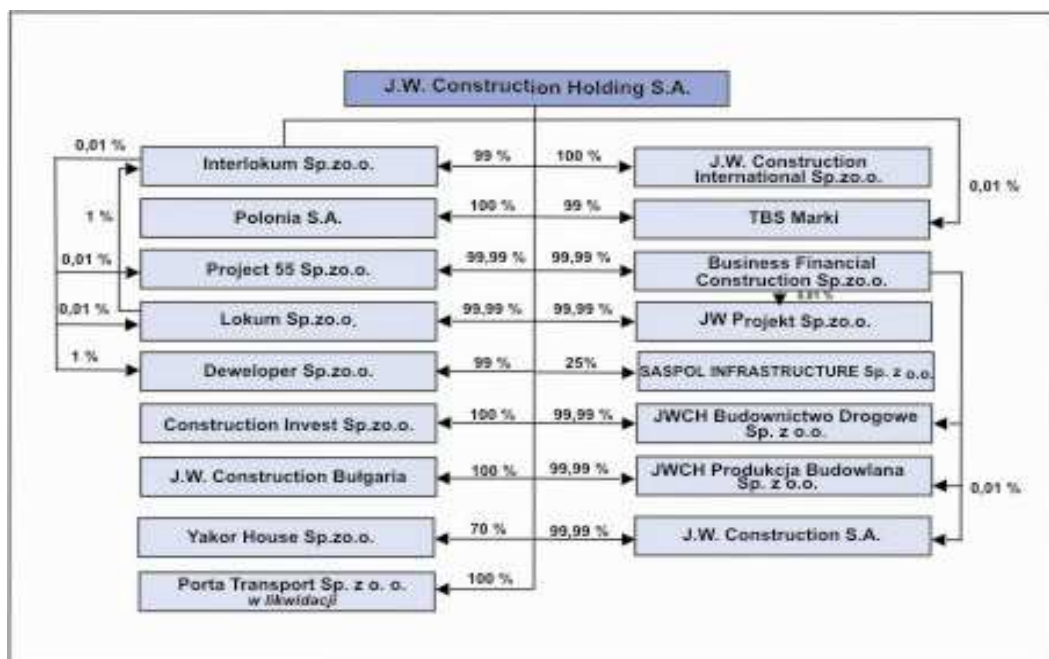 J.W. Construction Holding S.A.
0,01 %
Interlokum Sp.zo.o.
99 %
100 %
J.W. Construction
International Sp.zo.o.
0,01 %
1 %
Polonia S.A.
100 %
99 %
TBS Marki
0,01 %
Project 55 Sp.zo.o.
99,99 %
99,99 %
Business Financial
Construction Sp.zo.o.
0,01 %
0,01 %
Lokum Sp.zo.o.
99,99 %
99,99 %
JW Projekt Sp.zo.o.
1 %
Deweloper Sp.zo.o.
99 %
25%
SASPOL INFRASTRUCTURE Sp. z o.o.
Construction Invest Sp.zo.o.
100 %
99,99 %
JWCH Budownictwo Drogowe
Sp. z o.o.
J.W. Construction Bułgaria
100 %
99,99 %
JWCH Produkcja Budowlana
Sp. z o.o.
0,01 %
Yakor House Sp.zo.o.
70 %
99,99 %
J.W. Construction S.A.
Porta Transport Sp. z o. o.
w likwidacji
100 %